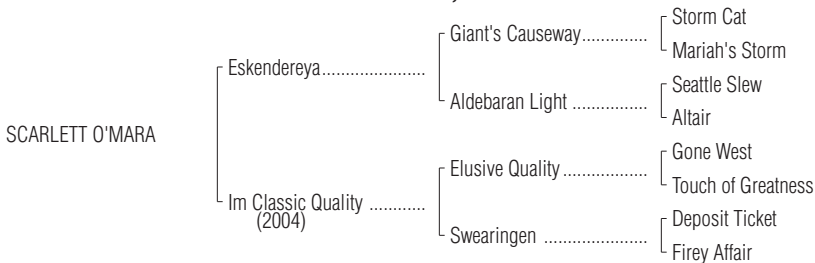 Storm Cat
Giant's Causeway..............
Mariah's Storm
Eskendereya......................
Seattle Slew
Aldebaran Light ................
Altair
SCARLETT O'MARA
Gone West
Elusive Quality ..................
Touch of Greatness
Im Classic Quality ............
(2004)
Deposit Ticket
Swearingen ......................
Firey Affair